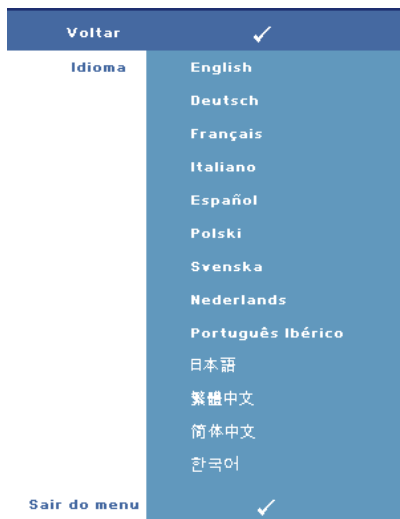 Voltar
Idioma English
Deutsch
Français
Italiano
Español
Polski
Svenska
Nederlands
Português Ibérico
日本語
繁體中文
简体中文
한국어
Sair do menu